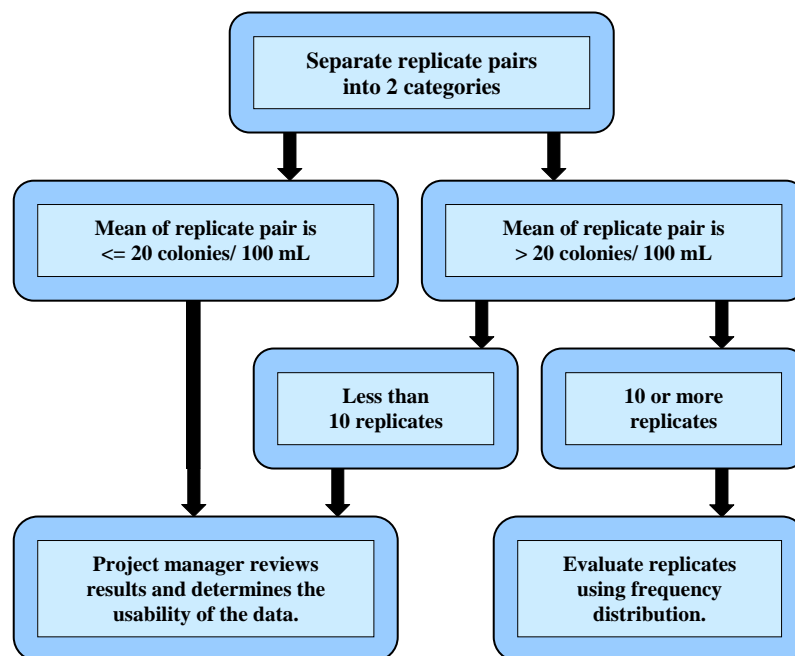 Separate replicate pairs
into 2 categories
Mean of replicate pair is
<= 20 colonies/ 100 mL
Mean of replicate pair is
> 20 colonies/ 100 mL
Less than
10 replicates
10 or more
replicates
Project manager reviews
results and determines the
usability of the data.
Evaluate replicates
using frequency
distribution.